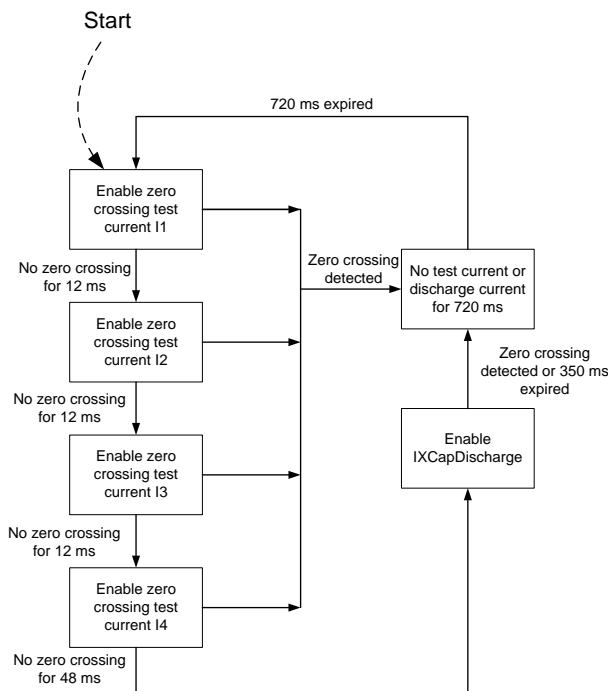 Start
720 ms expired
Enable zero
crossing test
current I1
No zero crossing
for 12 ms
Zero crossing
detected
No test current or
discharge current
for 720 ms
Enable zero
crossing test
current I2
No zero crossing
for 12 ms
Zero crossing
detected or 350 ms
expired
Enable zero
crossing test
current I3
Enable
IXCapDischarge
No zero crossing
for 12 ms
Enable zero
crossing test
current I4
No zero crossing
for 48 ms